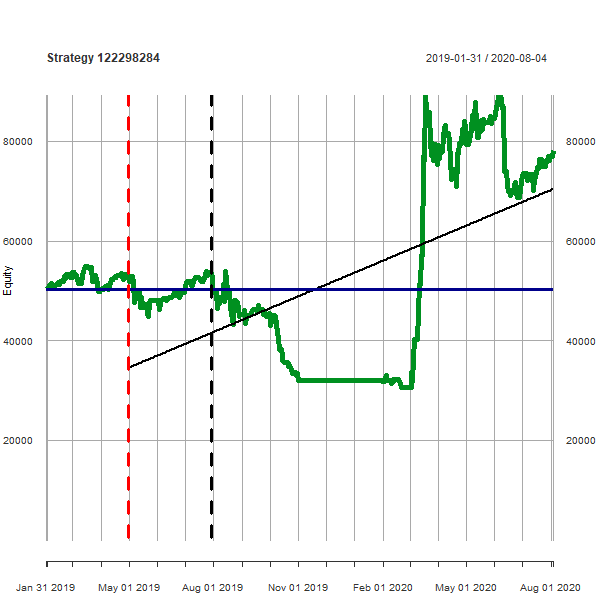 Strategy 122298284
2019-01-31 / 2020-08-04
80000
80000
60000
60000
Equity
40000
40000
20000
20000
Jan 31 2019
May 01 2019
Aug 01 2019
Nov 01 2019
Feb 01 2020
May 01 2020
Aug 01 2020